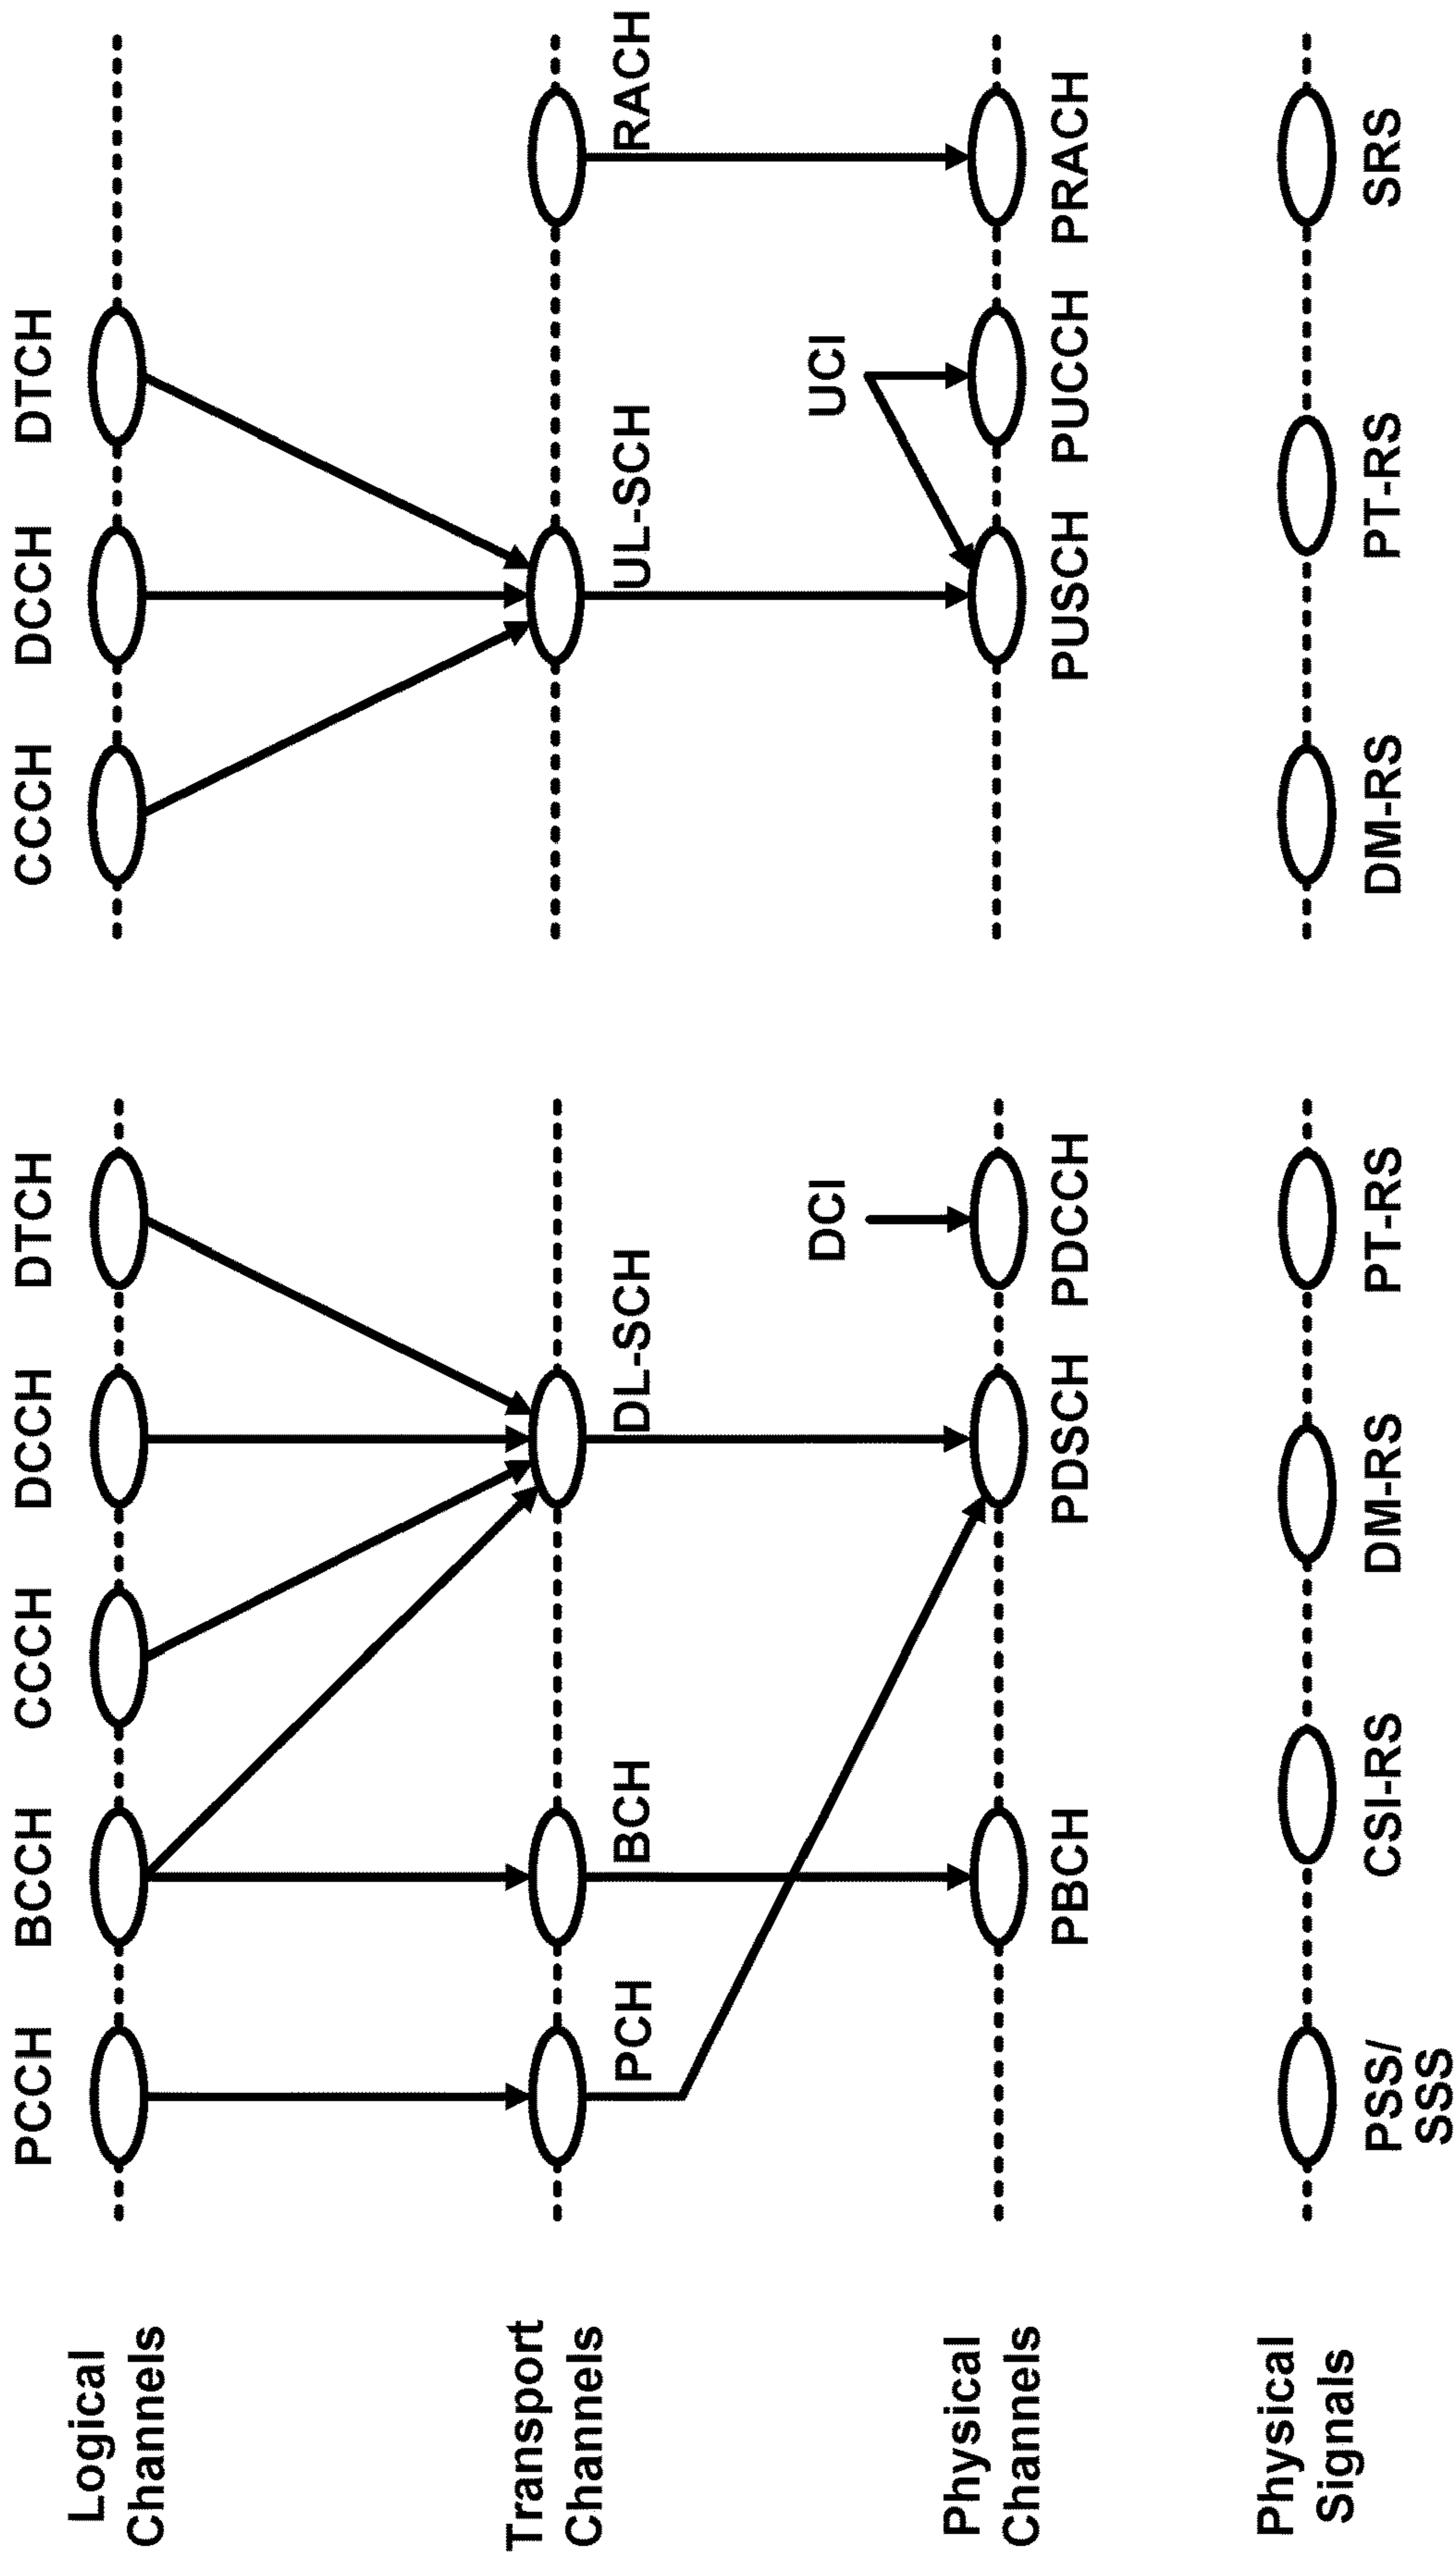 Logical
Channels
PCCH
BCCH
CCCH
DCCH
DTCH
CCCH
DCCH
DTCH
Transport
Channels
PCH
BCH
DL-SCH
UL-SCH
RACH
DCI
UCI
Physical
Channels
PBCH
PDSCH
PDCCH
PUSCH
PUCCH
PRACH
Physical
Signals
PSS/
SSS
CSI-RS
DM-RS
PT-RS
DM-RS
PT-RS
SRS